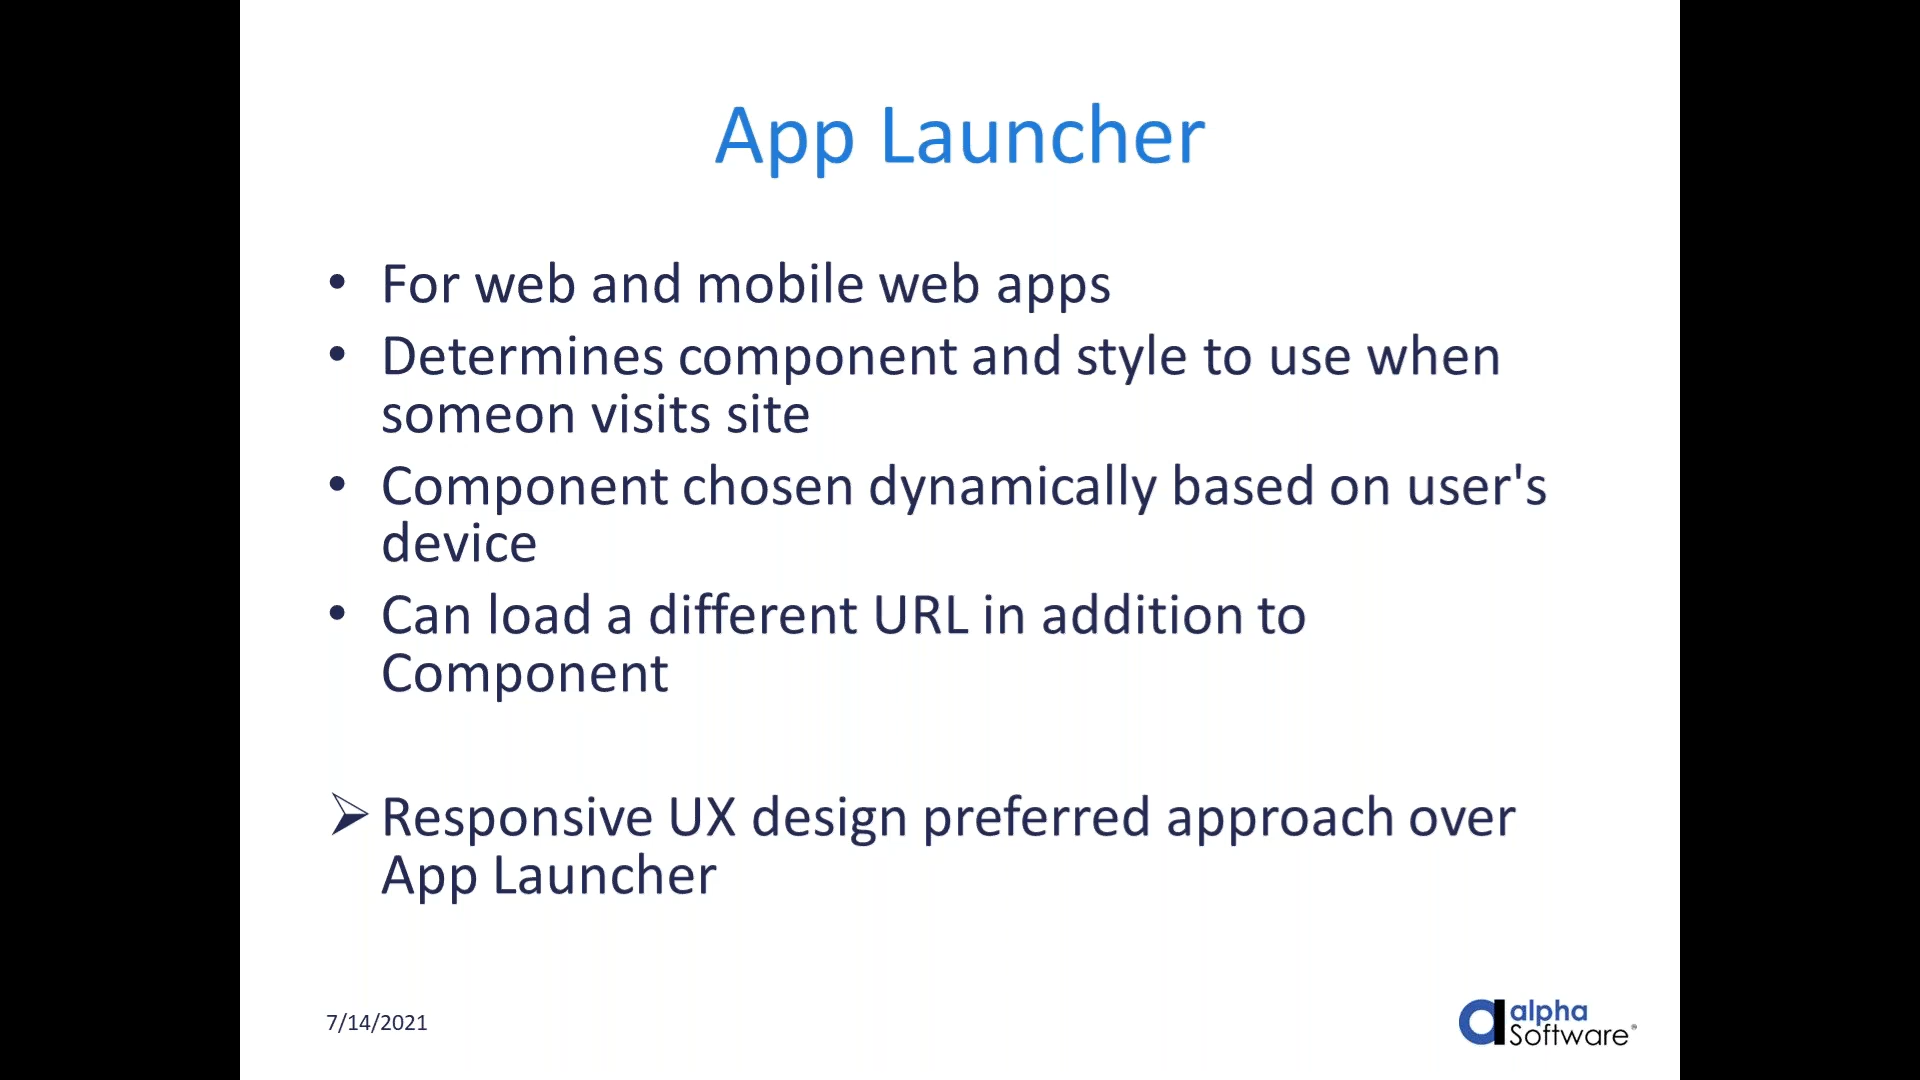 App Launcher
• For web and mobile web apps
• Determines component and style to use when
someon visits site
• Component chosen dynamically based on user's
device
• Can load a different URL in addition to
Component
➢ Responsive UX design preferred approach over
App Launcher
7/14/2021
alpha
Software®